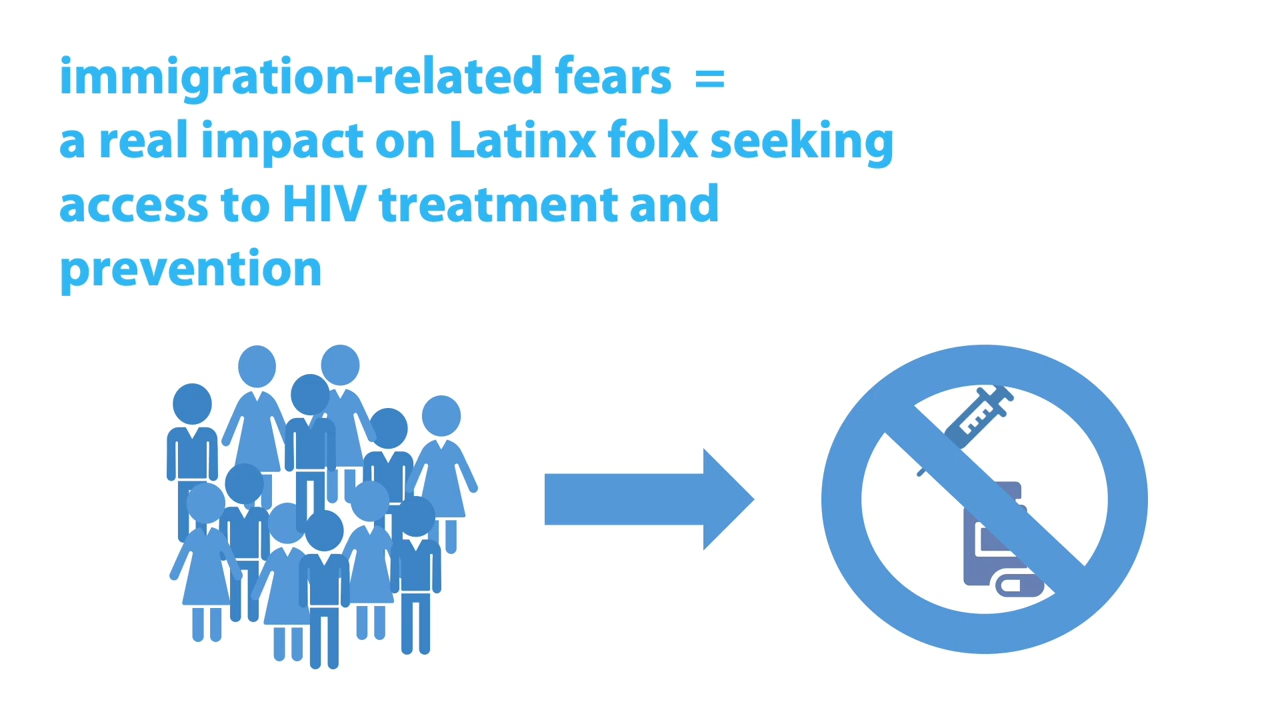 immigration-related fears =
a real impact on Latinx folx seeking
access to HIV treatment and
prevention